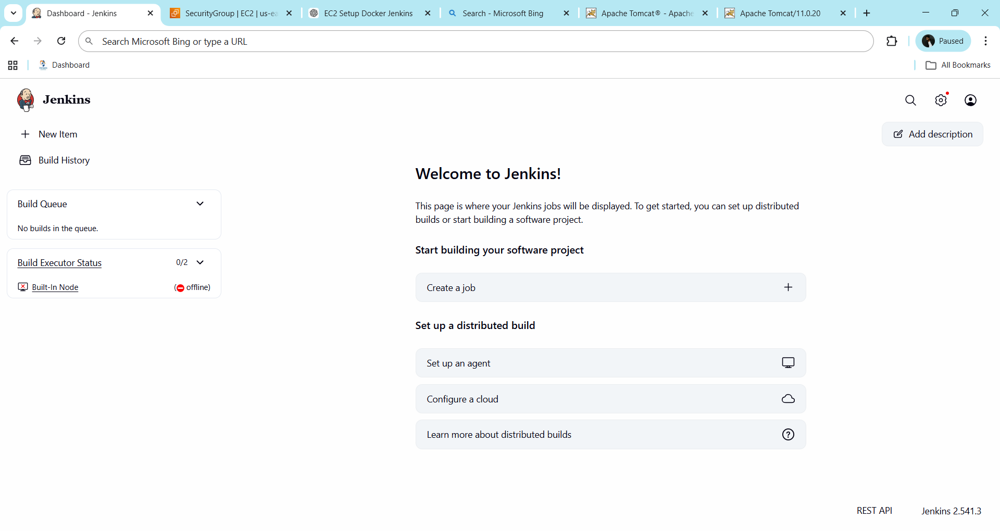 Dashboard - Jenkins
SecurityGroup | EC2 | us-ea
EC2 Setup Docker Jenkins
Search - Microsoft Bing
Apache Tomcat® - Apache
Apache Tomcat/11.0.20
Search Microsoft Bing or type a URL
Paused
Dashboard
All Bookmarks
Jenkins
New Item
Add description
Build History
Welcome to Jenkins!
Build Queue
This page is where your Jenkins jobs will be displayed. To get started, you can set up distributed
builds or start building a software project.
No builds in the queue.
Start building your software project
Build Executor Status 0/2
Built-In Node (offline)
Create a job
Set up a distributed build
Set up an agent
Configure a cloud
Learn more about distributed builds
REST API
Jenkins 2.541.3